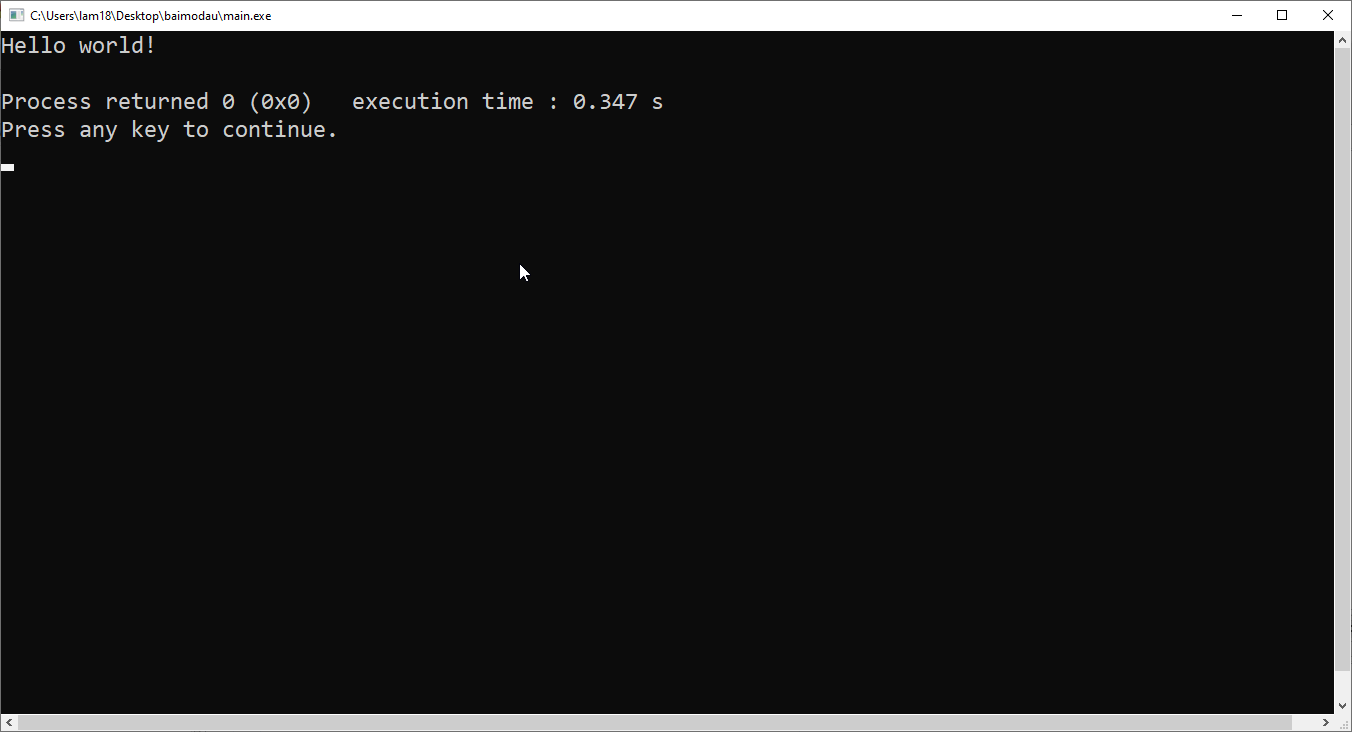 C:\Users\lam18\Desktop\baimodau\main.exe
Hello world!
Process returned 0 (0x0)   execution time : 0.347 s
Press any key to continue.